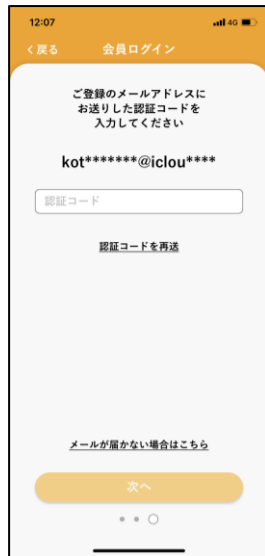 12:07
4G
く戻る
会員ログイン
ご登録のメールアドレスに
お送りした認証コードを
入力してください
kot*******@iclou****
認証コード
認証コードを再送
メールが届かない場合はこちら
次へ